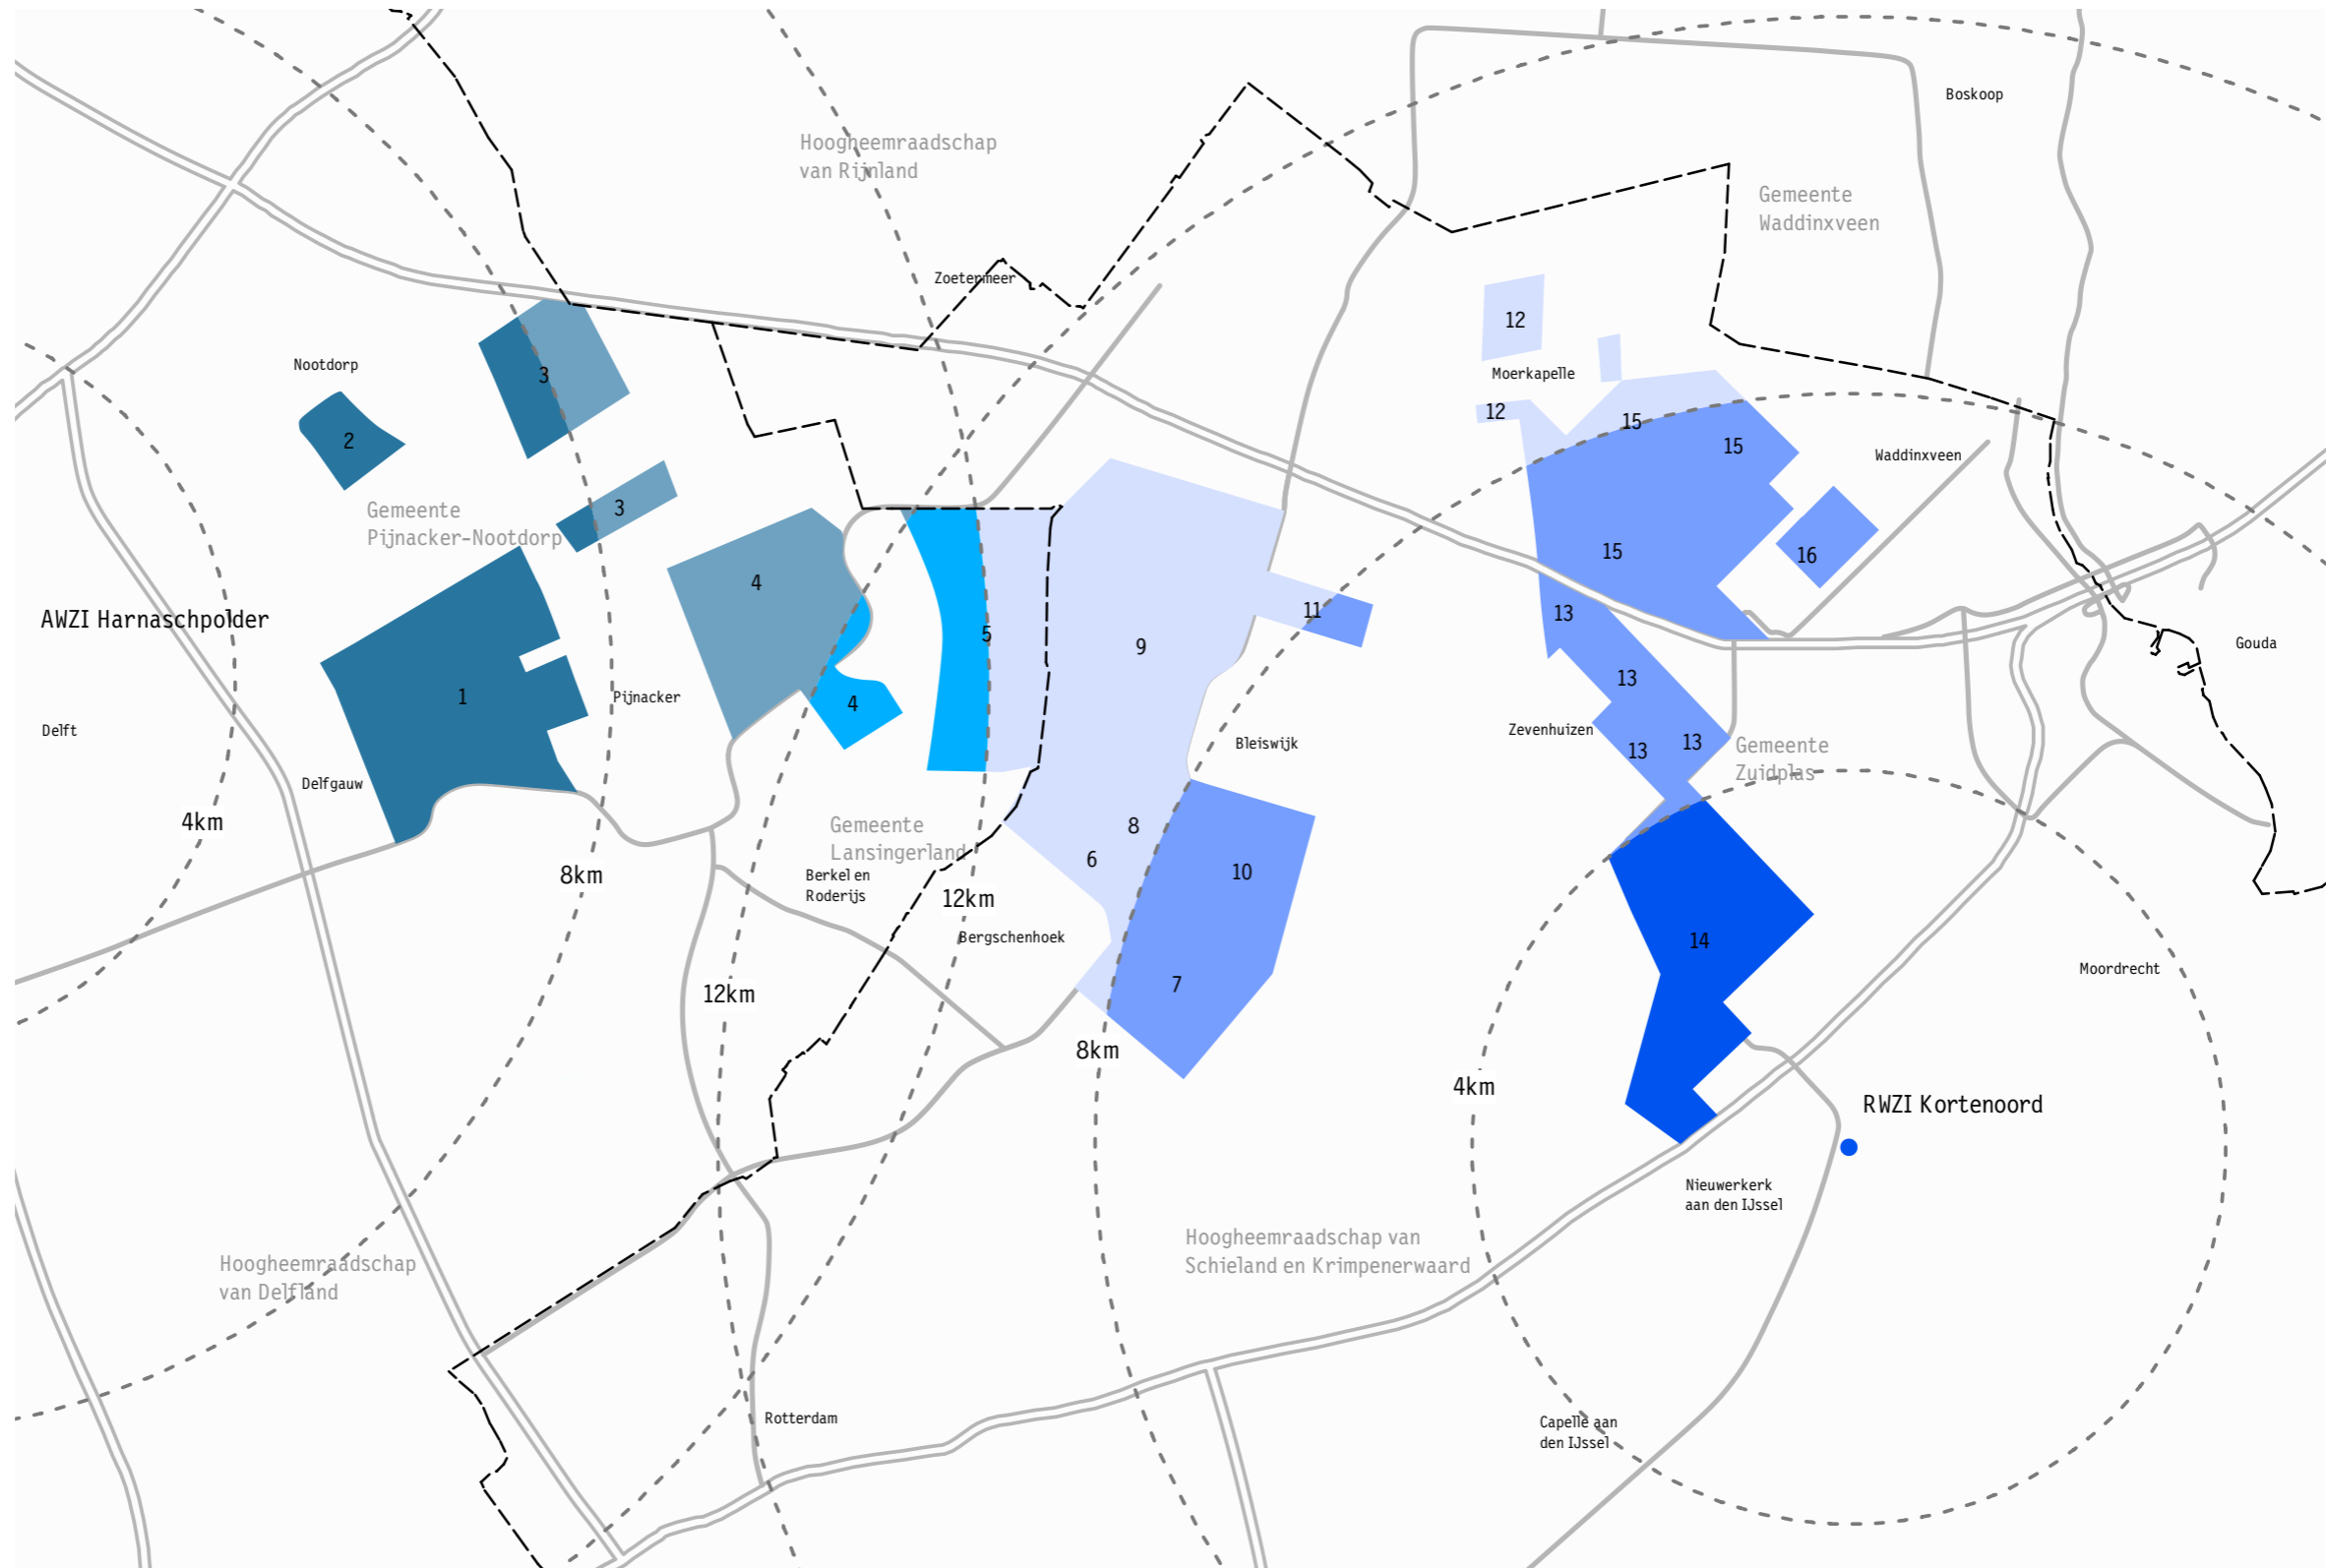 Boskoop
Hoogheemraadschap
van Rijnland
Gemeente
Waddinxveen
Zoetermeer
12
Nootdorp
3
Moerkapelle
2
12
15
15
Waddinxveen
Gemeente
Pijnacker-Nootdorp
3
4
15
16
11
13
AWZI Harnaschpolder
5
9
Gouda
13
1
Pijnacker
4
Delft
Zevenhuizen
Bleiswijk
13
13
Gemeente
Zuidplas
Delfgauw
4km
Gemeente
Lansingerland
8
6
8km
Berkel en
Roderijs
10
12km
Bergschenhoek
14
Moordrecht
12km
7
8km
4km
RWZI Kortenoord
Nieuwerkerk
aan den IJssel
Hoogheemraadschap van
Schieland en Krimpenerwaard
Hoogheemraadschap
van Delfland
Rotterdam
Capelle aan
den IJssel